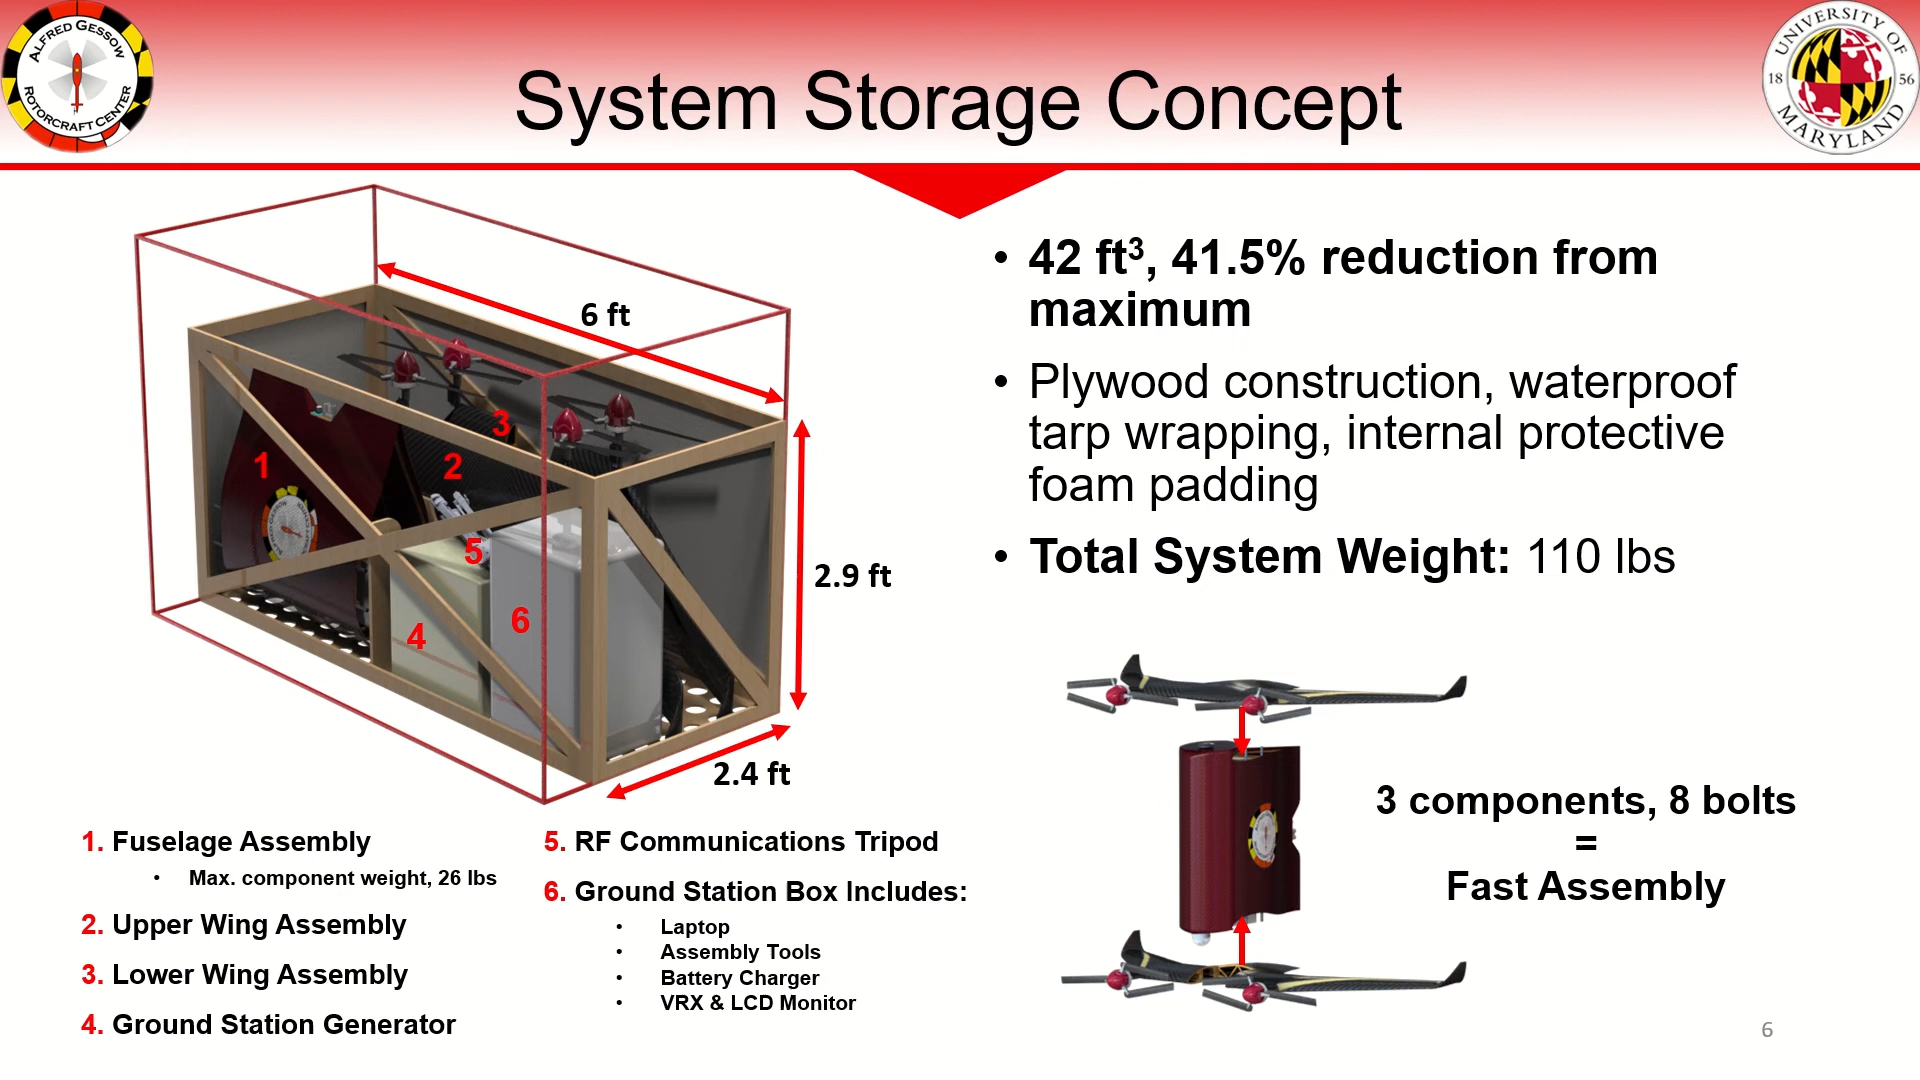 ALFRED GESSOW
ROTORCRAFT CENTER
System Storage Concept
UNIVERSITY OF
18 56
MARYLAND
6 ft
2.9 ft
2.4 ft
1
2
3
4
5
6
• 42 ft³, 41.5% reduction from
maximum
• Plywood construction, waterproof
tarp wrapping, internal protective
foam padding
• Total System Weight: 110 lbs
3 components, 8 bolts
=
Fast Assembly
1. Fuselage Assembly
• Max. component weight, 26 lbs
2. Upper Wing Assembly
3. Lower Wing Assembly
4. Ground Station Generator
5. RF Communications Tripod
6. Ground Station Box Includes:
• Laptop
• Assembly Tools
• Battery Charger
• VRX & LCD Monitor
6